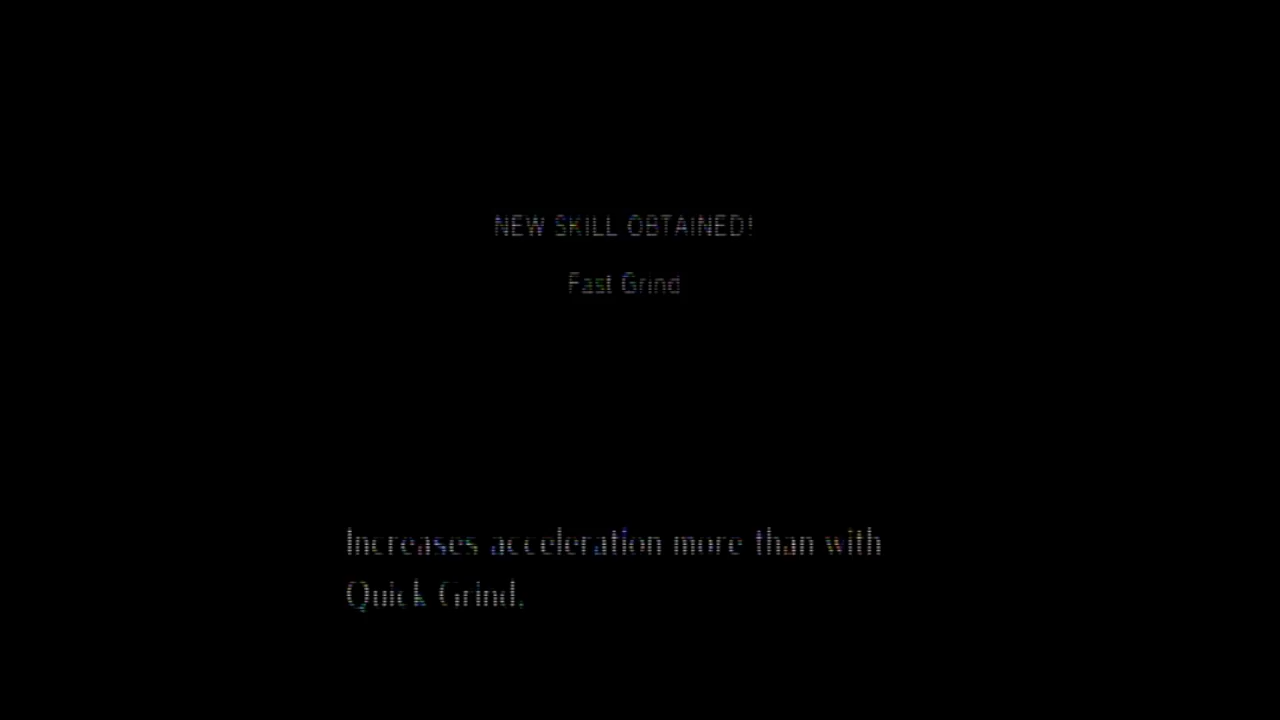 NEW SKILL OBTAINED!
Fast Grind
Increases acceleration more than with
Quick Grind.